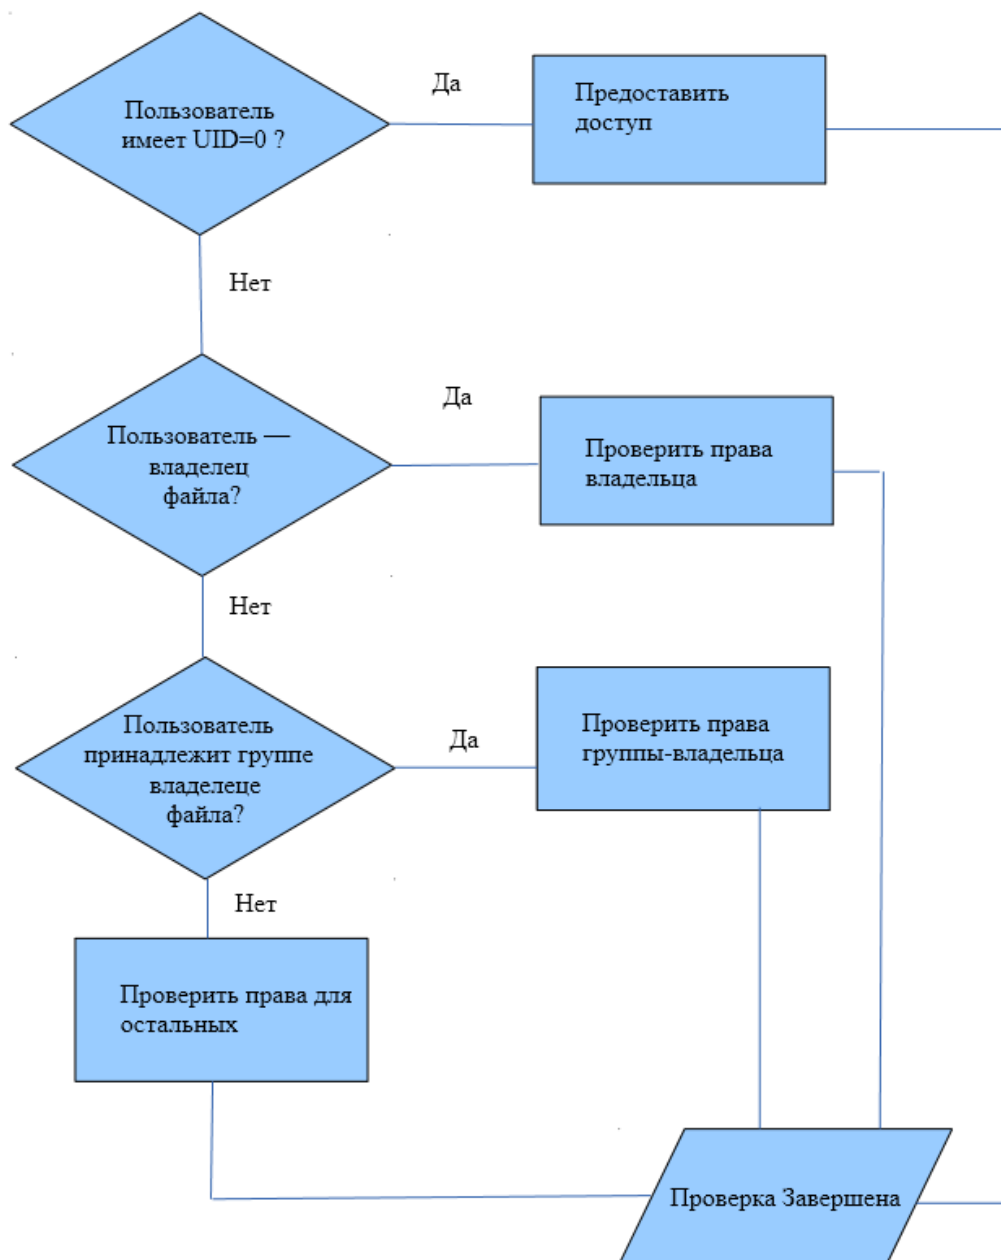 Пользователь
имеет UID=0 ?
Да
Предоставить
доступ
Нет
Пользователь —
владелец
файла?
Да
Проверить права
владельца
Нет
Пользователь
принадлежит группе
владелеце
файла?
Да
Проверить права
группы-владельца
Нет
Проверить права для
остальных
Проверка Завершена